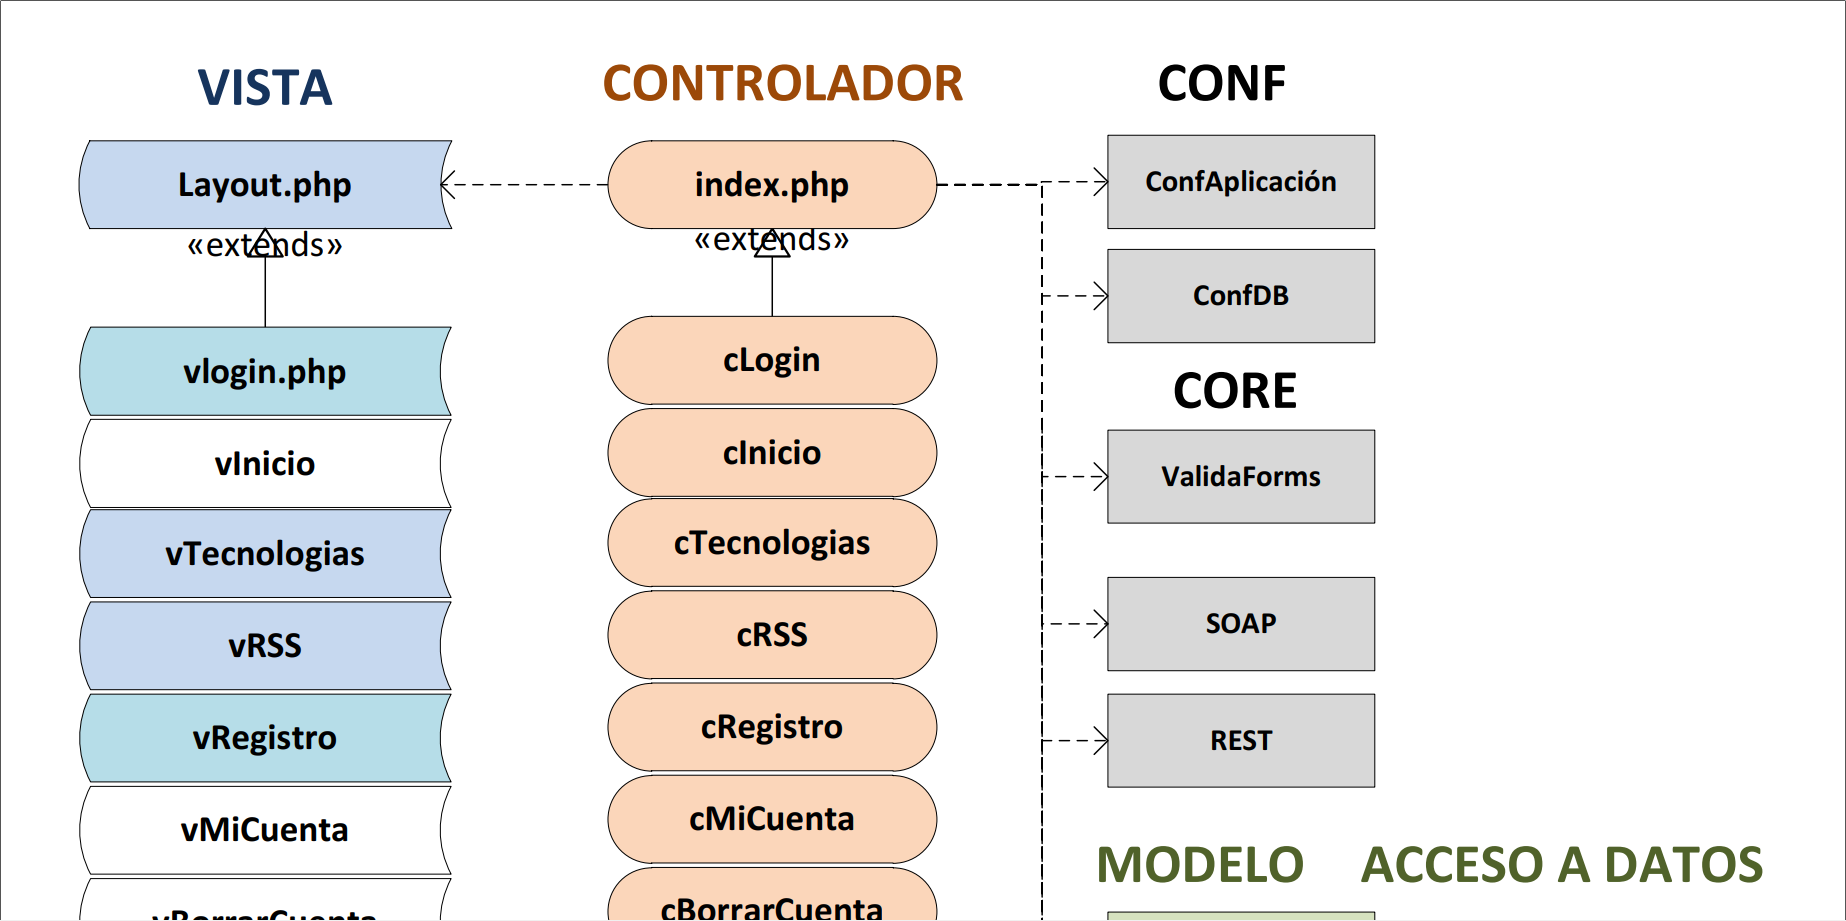 VISTA
Layout.php
«extends»
vlogin.php
vInicio
vTecnologias
vRSS
vRegistro
vMiCuenta
vBorrarCuenta
CONTROLADOR
index.php
«extends»
cLogin
cInicio
cTecnologias
cRSS
cRegistro
cMiCuenta
cBorrarCuenta
CONF
ConfAplicación
ConfDB
CORE
ValidaForms
SOAP
REST
MODELO
ACCESO A DATOS